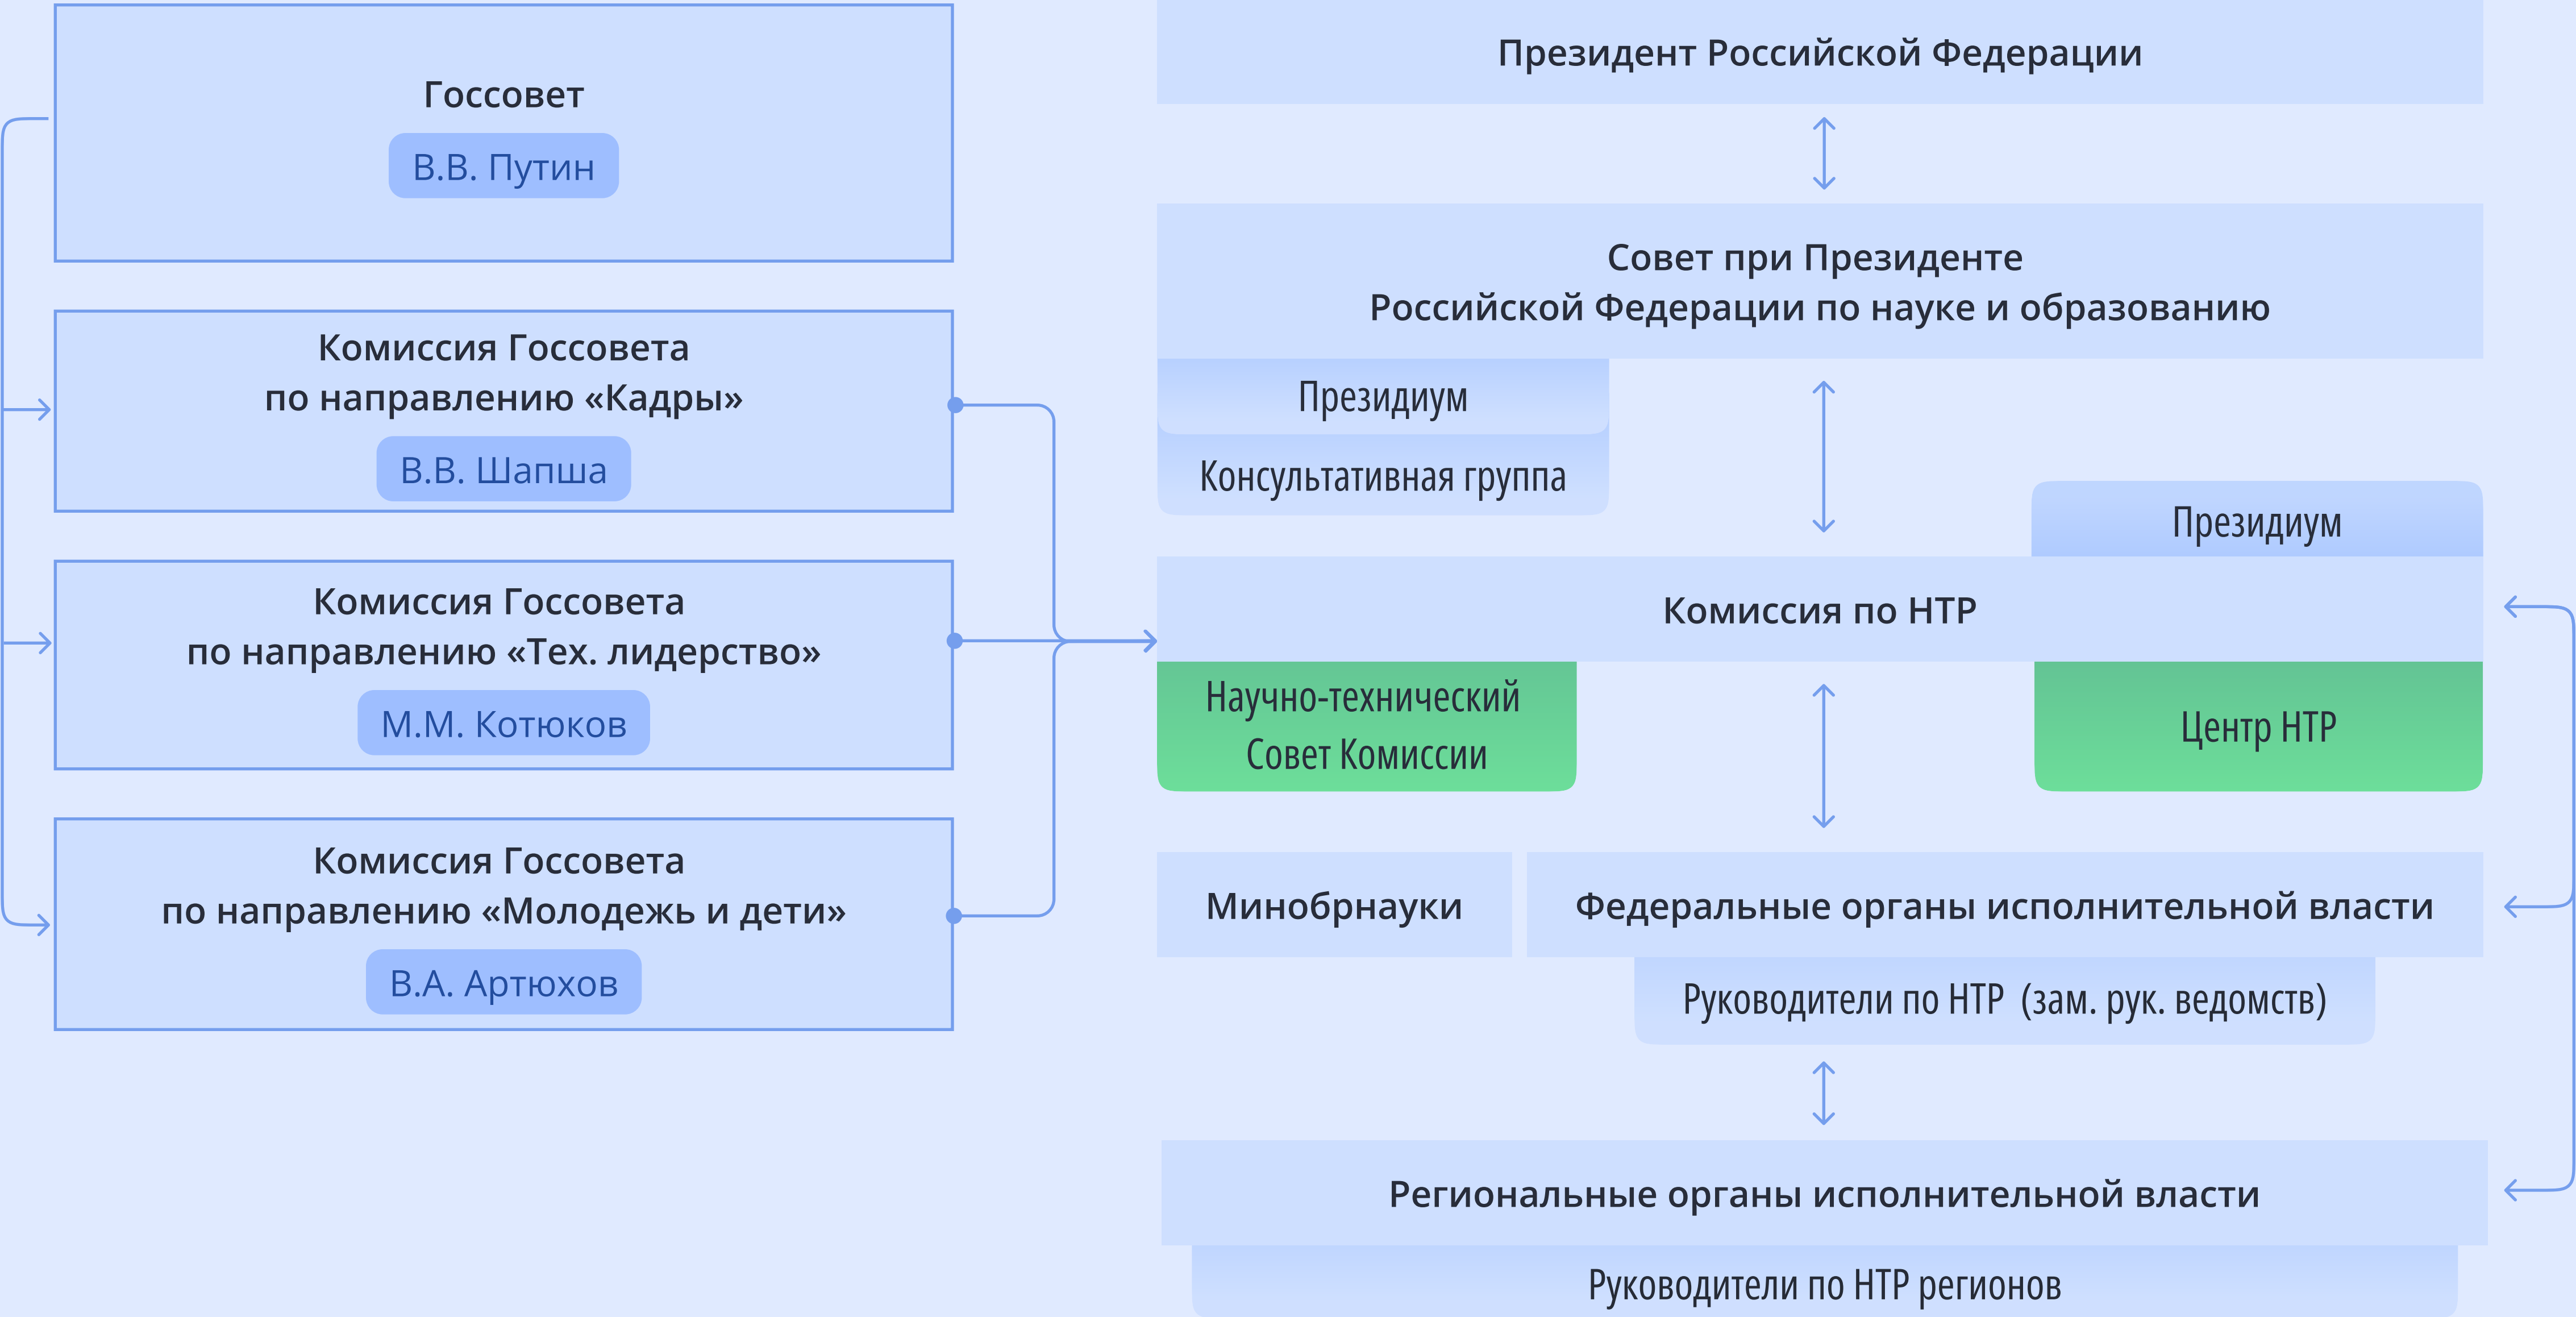 Госсовет
В.В. Путин
Комиссия Госсовета
по направлению «Кадры»
В.В. Шапша
Комиссия Госсовета
по направлению «Тех. лидерство»
М.М. Котюков
Комиссия Госсовета
по направлению «Молодежь и дети»
В.А. Артюхов
Президент Российской Федерации
Совет при Президенте
Российской Федерации по науке и образованию
Президиум
Консультативная группа
Президиум
Комиссия по НТР
Научно-технический
Совет Комиссии
Центр НТР
Минобрнауки
Федеральные органы исполнительной власти
Руководители по НТР (зам. рук. ведомств)
Региональные органы исполнительной власти
Руководители по НТР регионов